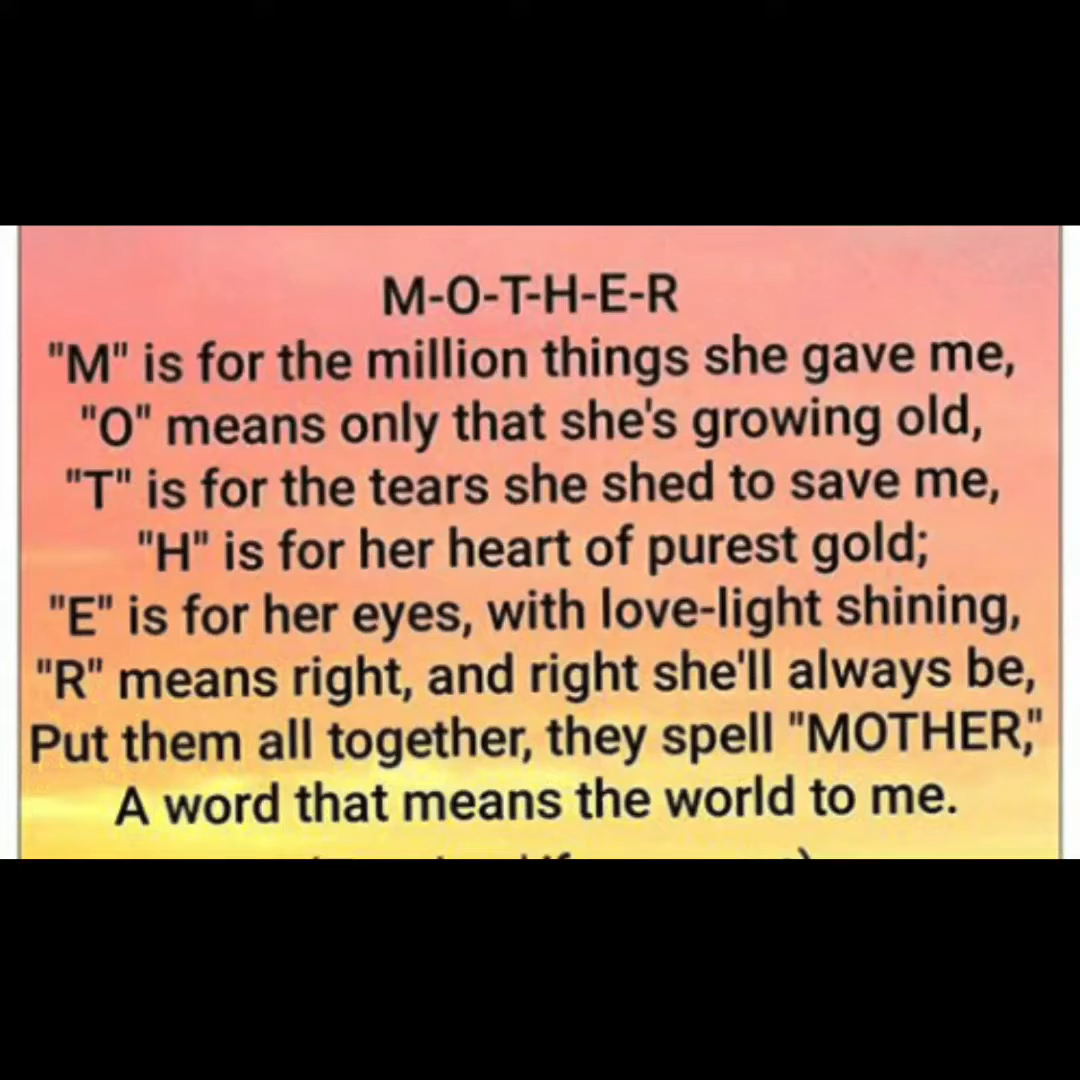 M-O-T-H-E-R
"M" is for the million things she gave me,
"O" means only that she's growing old,
"T" is for the tears she shed to save me,
"H" is for her heart of purest gold;
"E" is for her eyes, with love-light shining,
"R" means right, and right she'll always be,
Put them all together, they spell "MOTHER,"
A word that means the world to me.